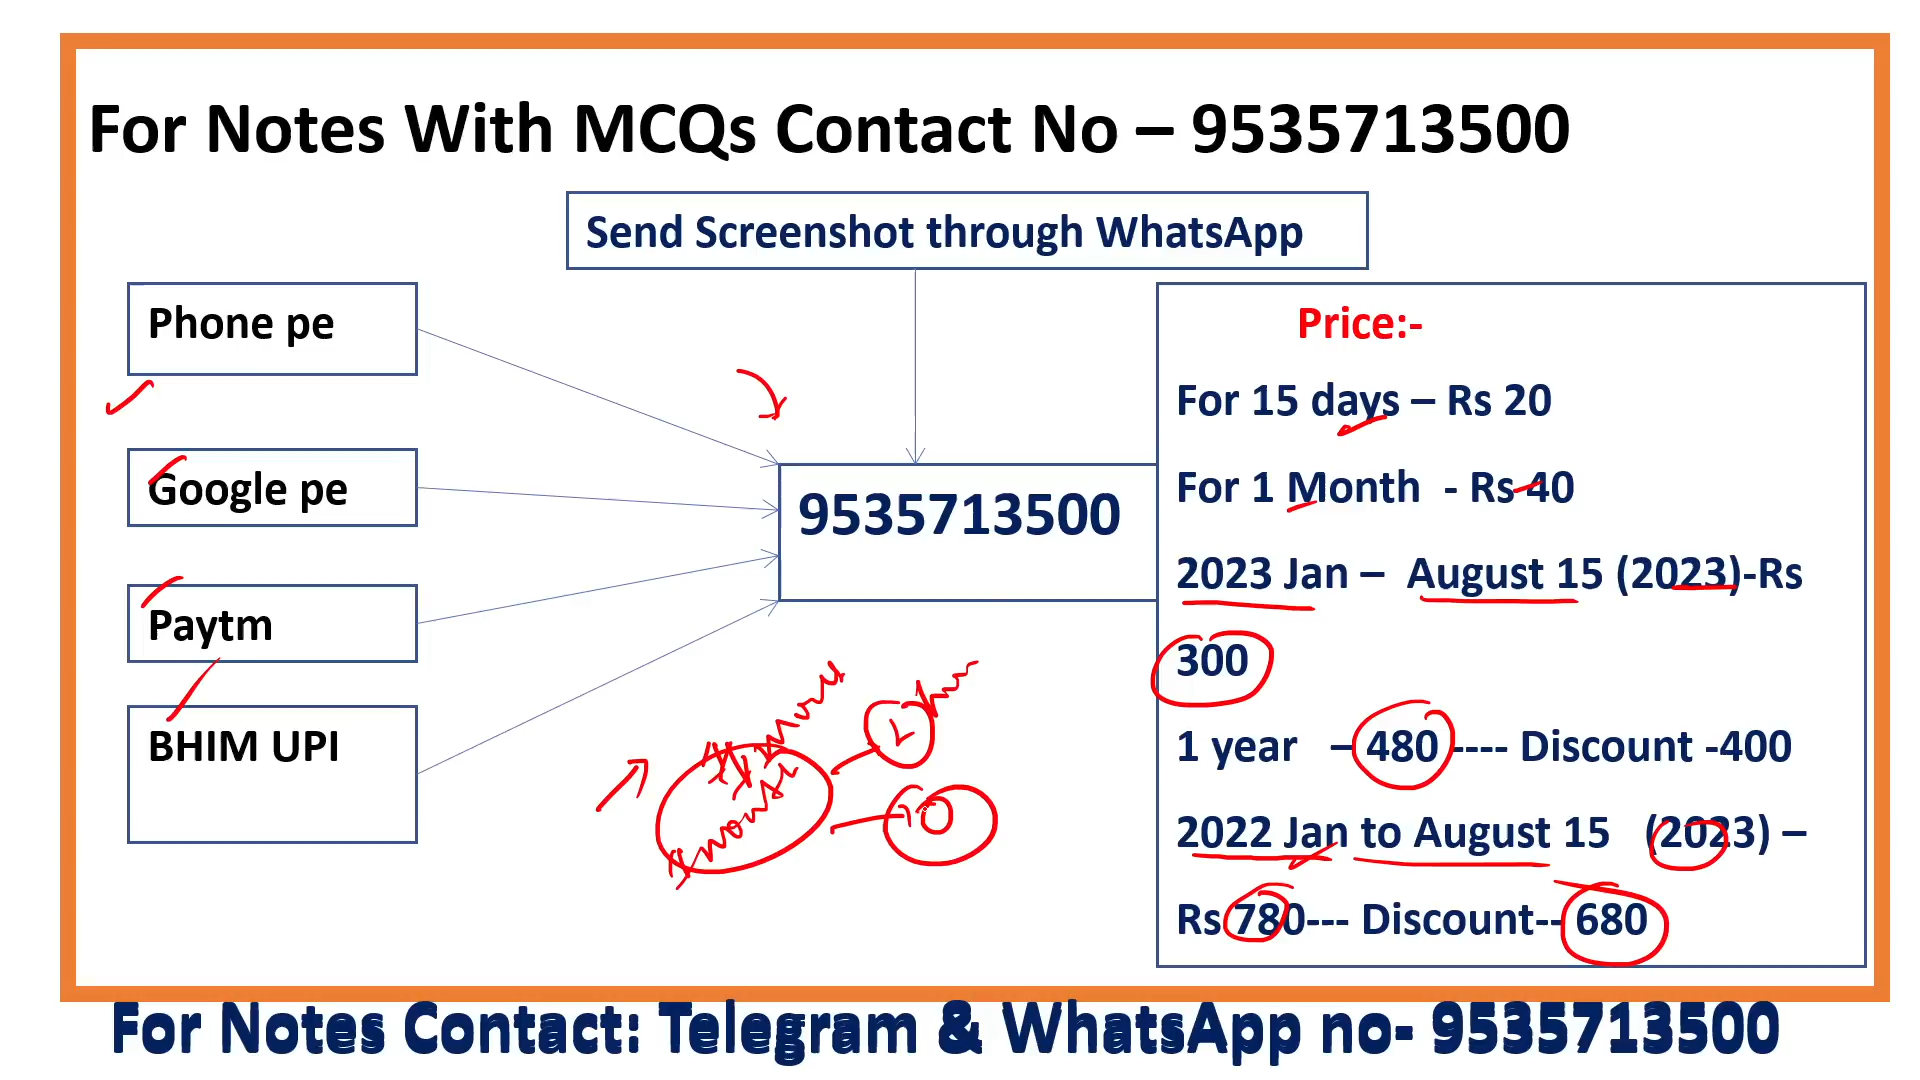 For Notes With MCQs Contact No – 9535713500
Send Screenshot through WhatsApp
Phone pe
Google pe
Paytm
BHIM UPI
9535713500
Price:-
For 15 days – Rs 20
For 1 Month - Rs 40
2023 Jan – August 15 (2023)-Rs
300
1 year – 480 ---- Discount -400
2022 Jan to August 15 (2023) –
Rs 780--- Discount-- 680
For Notes Contact: Telegram & WhatsApp no- 9535713500